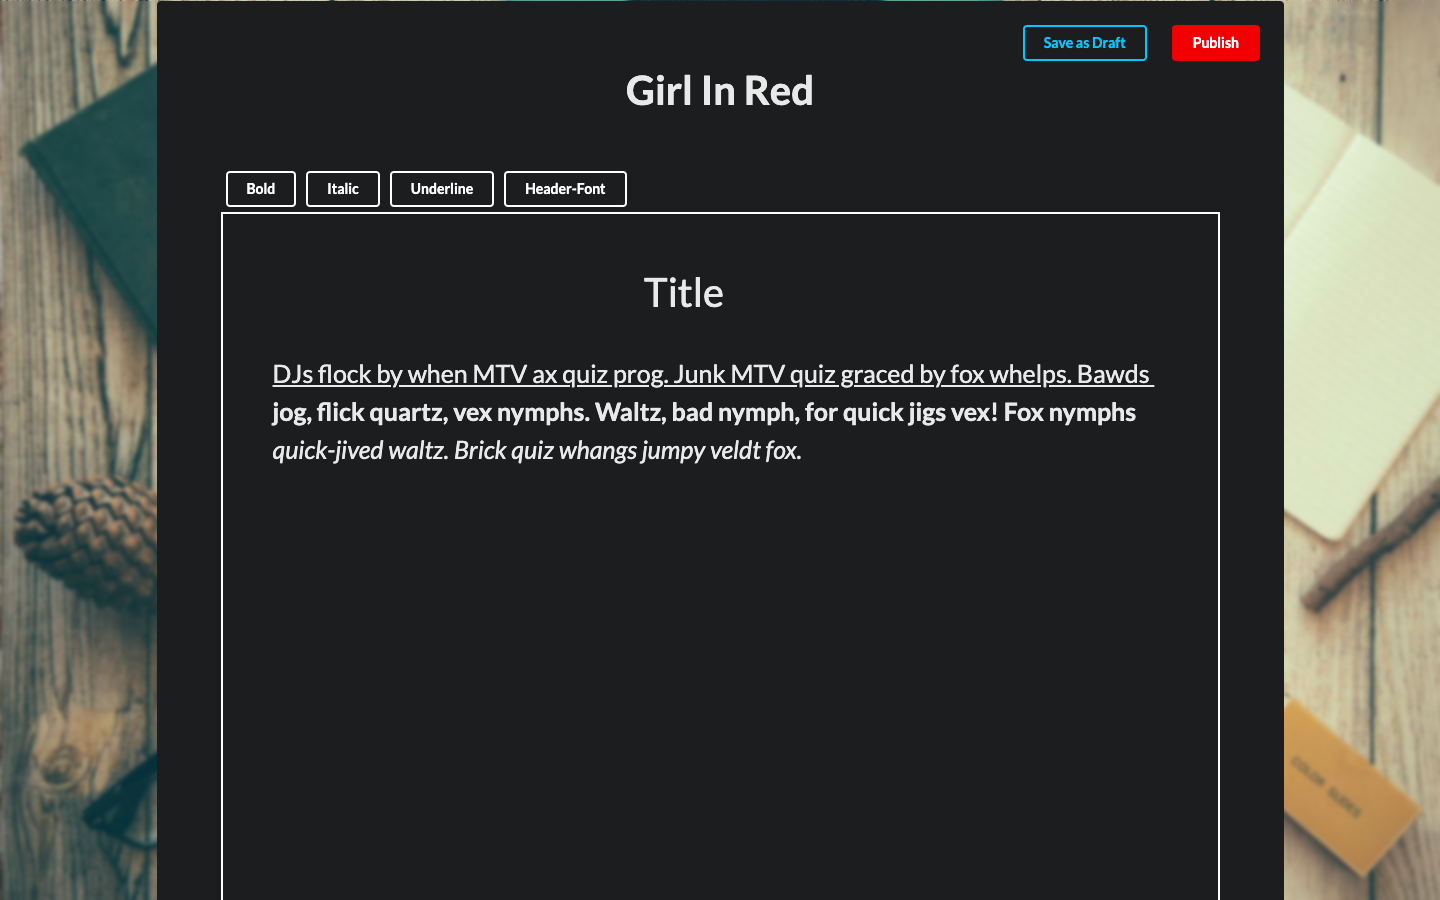 Save as Draft
Publish
Girl In Red
Bold
Italic
Underline
Header-Font
Title
DJs flock by when MTV ax quiz prog. Junk MTV quiz graced by fox whelps. Bawds
jog, flick quartz, vex nymphs. Waltz, bad nymph, for quick jigs vex! Fox nymphs
quick-jived waltz. Brick quiz whangs jumpy veldt fox.
COLOR SLIDES